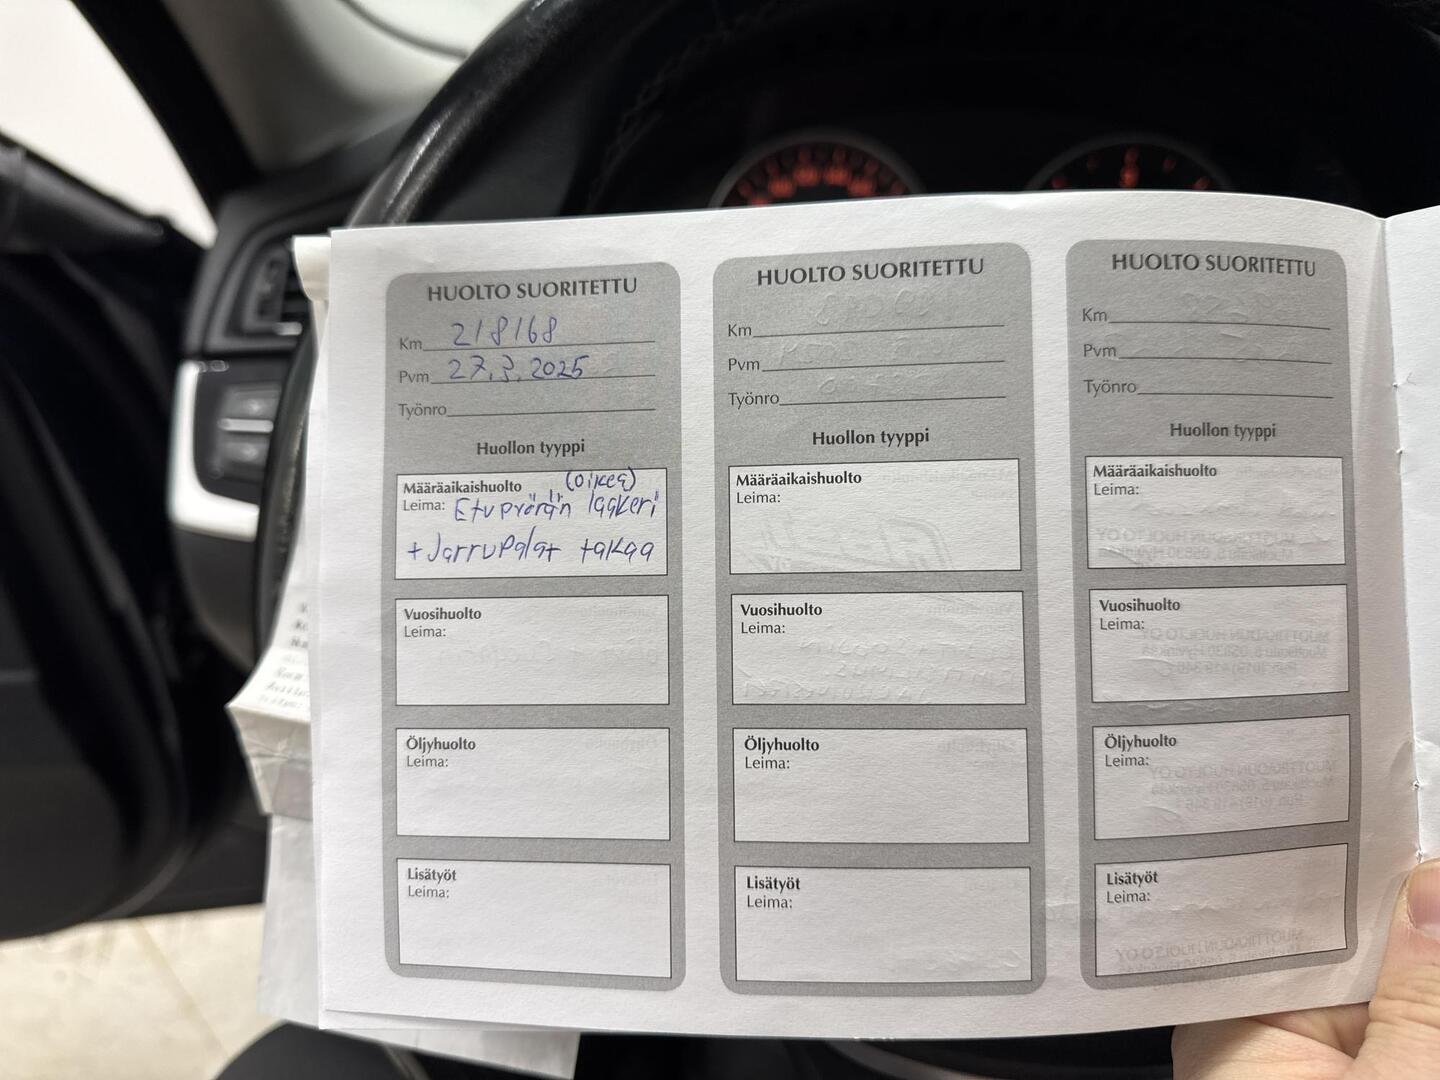 HUOLTO SUORITETTU
Km 218168
Pvm 27.3.2025
Työnro
Huollon tyyppi
Määräaikaishuolto (oikea)
Leima: Etupyörän laakeri
+ Jarrupalat takaa
Vuosihuolto
Leima:
Öljyhuolto
Leima:
Lisätyöt
Leima:
HUOLTO SUORITETTU
Km
Pvm
Työnro
Huollon tyyppi
Määräaikaishuolto
Leima:
Vuosihuolto
Leima:
Öljyhuolto
Leima:
Lisätyöt
Leima:
HUOLTO SUORITETTU
Km
Pvm
Työnro
Huollon tyyppi
Määräaikaishuolto
Leima:
Vuosihuolto
Leima:
Öljyhuolto
Leima:
Lisätyöt
Leima: